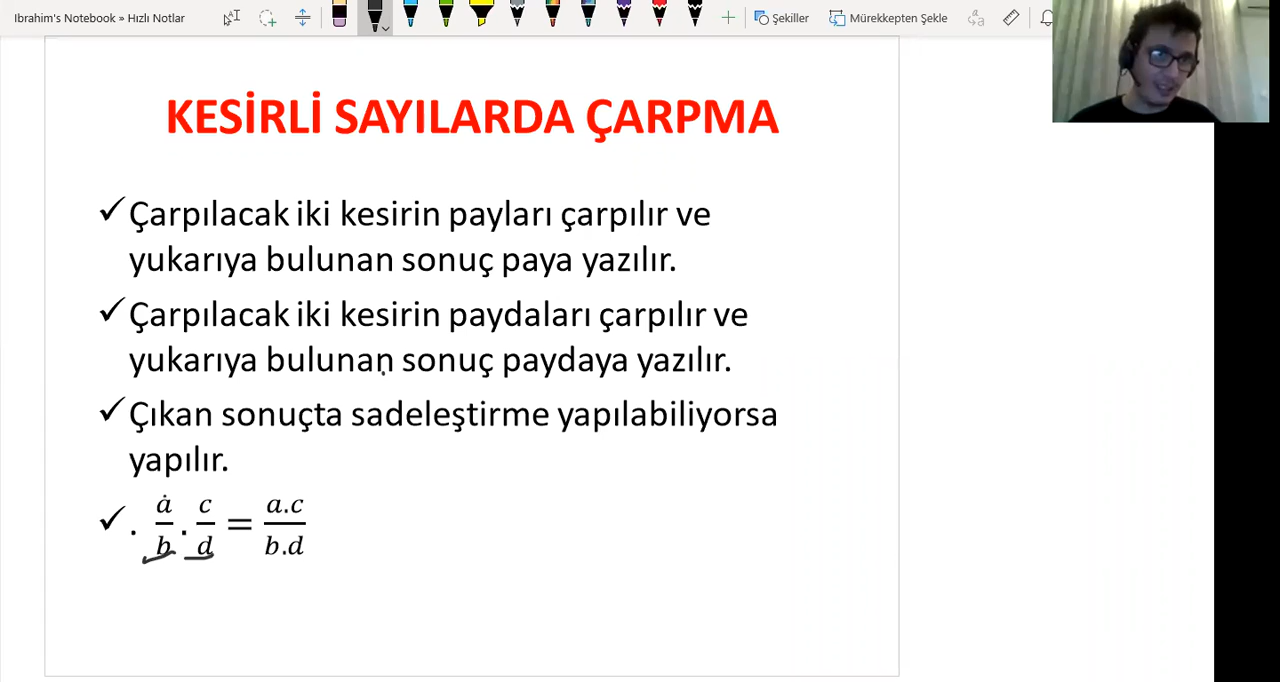 Ibrahim's Notebook » Hızlı Notlar
Şekiller
Mürekkepten Şekle
KESİRLİ SAYILARDA ÇARPMA
✓Çarpılacak iki kesirin payları çarpılır ve
yukarıya bulunan sonuç paya yazılır.
✓Çarpılacak iki kesirin paydaları çarpılır ve
yukarıya bulunan sonuç paydaya yazılır.
✓Çıkan sonuçta sadeleştirme yapılabiliyorsa
yapılır.
✓. a/b . c/d = a.c/b.d